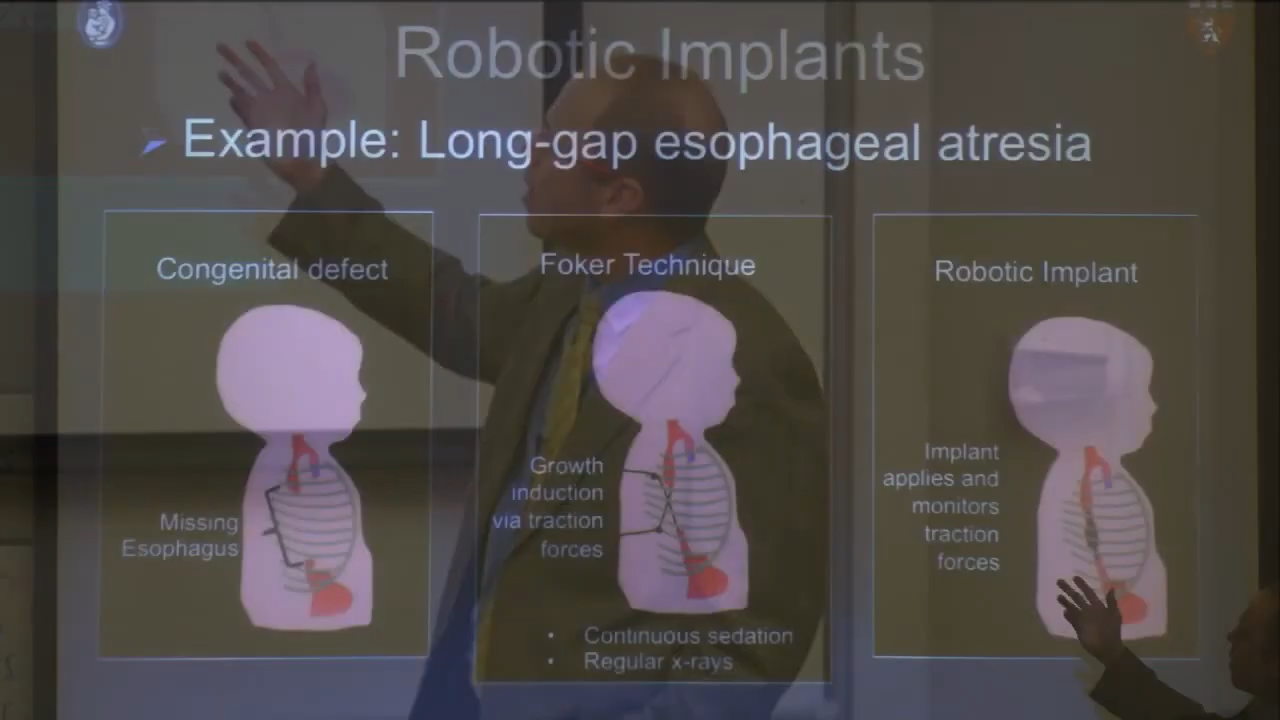 Robotic Implants
Example: Long-gap esophageal atresia
Congenital defect
Missing
Esophagus
Foker Technique
Growth
induction
via traction
forces
• Continuous sedation
• Regular x-rays
Robotic Implant
Implant
applies and
monitors
traction
forces